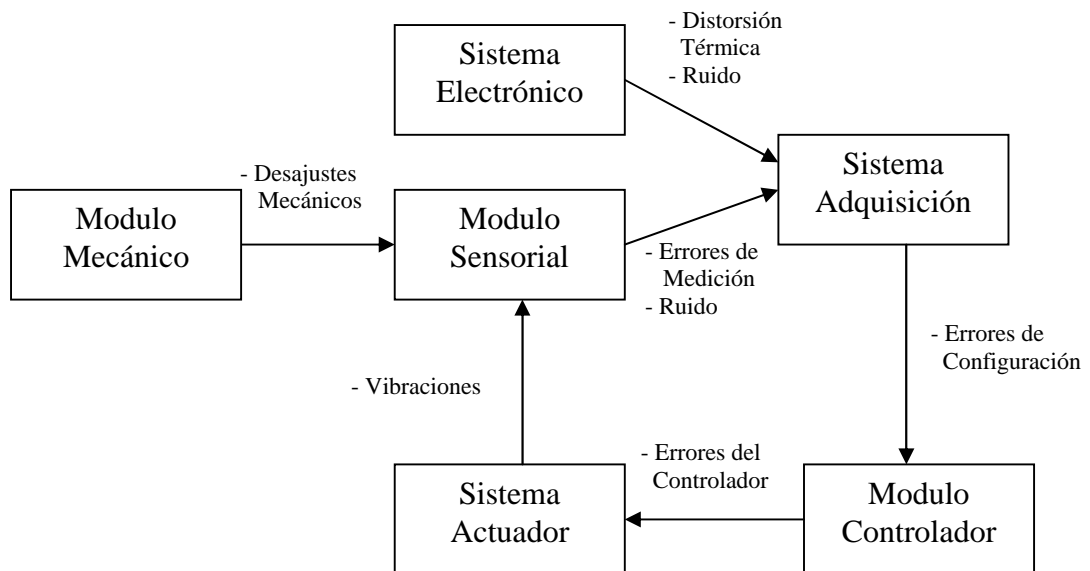 Sistema
Electrónico
- Distorsión
Térmica
- Ruido
Sistema
Adquisición
- Desajustes
Mecánicos
Modulo
Mecánico
Modulo
Sensorial
- Errores de
Medición
- Ruido
- Errores de
Configuración
- Vibraciones
- Errores del
Controlador
Sistema
Actuador
Modulo
Controlador